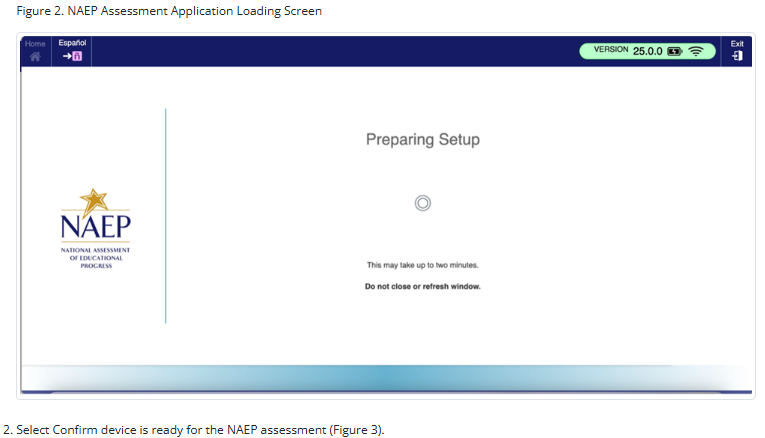 Figure 2. NAEP Assessment Application Loading Screen
Home
Español
VERSION 25.0.0
Exit
Preparing Setup
NAEP
NATIONAL ASSESSMENT
OF EDUCATIONAL
PROGRESS
This may take up to two minutes.
Do not close or refresh window.
2. Select Confirm device is ready for the NAEP assessment (Figure 3).